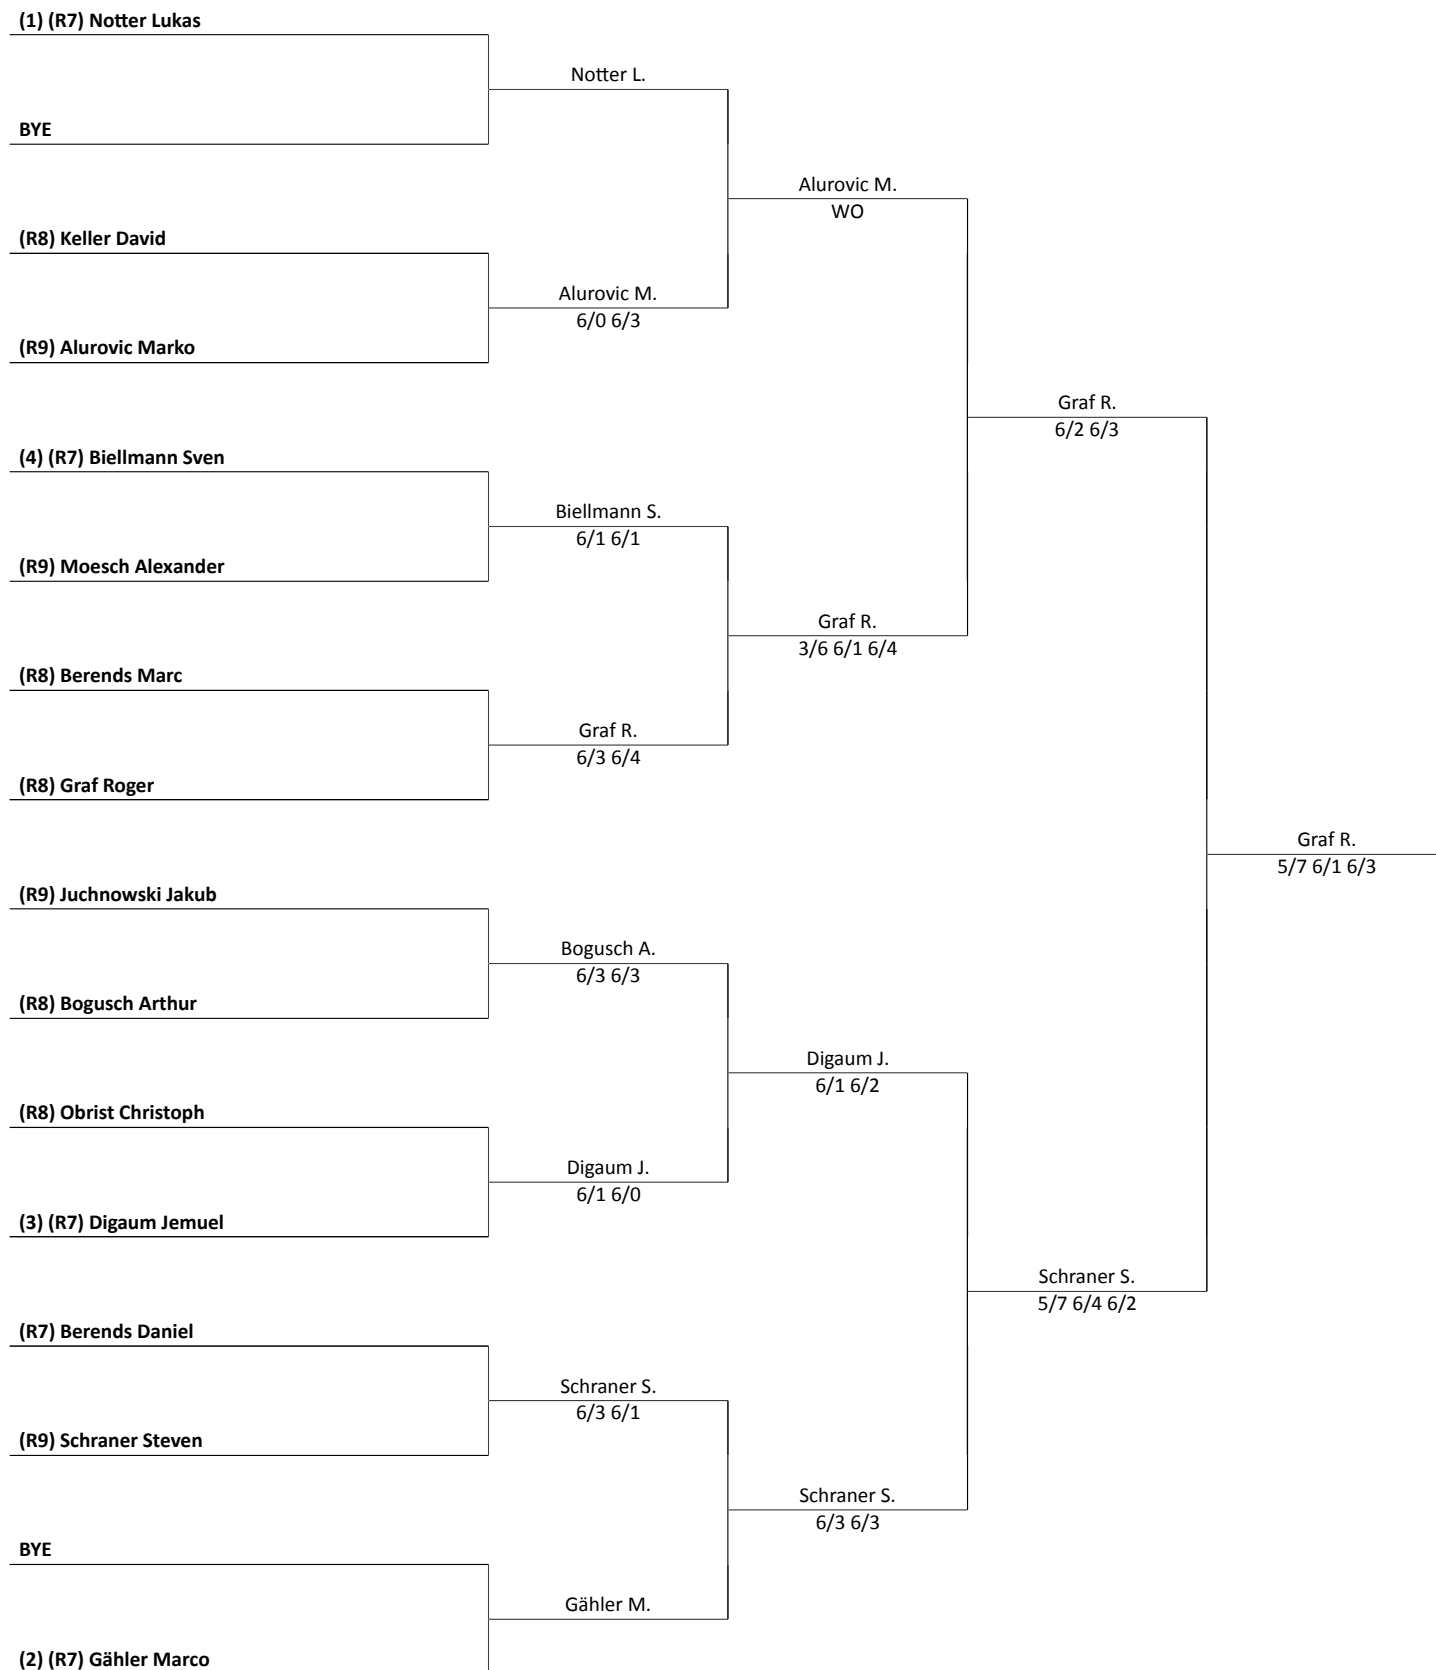 (1) (R7) Notter Lukas
Notter L.
BYE
Alurovic M.
WO
(R8) Keller David
Alurovic M.
6/0 6/3
(R9) Alurovic Marko
Graf R.
6/2 6/3
(4) (R7) Biellmann Sven
Biellmann S.
6/1 6/1
(R9) Moesch Alexander
Graf R.
3/6 6/1 6/4
(R8) Berends Marc
Graf R.
6/3 6/4
(R8) Graf Roger
Graf R.
5/7 6/1 6/3
(R9) Juchnowski Jakub
Bogusch A.
6/3 6/3
(R8) Bogusch Arthur
Digaum J.
6/1 6/2
(R8) Obrist Christoph
Digaum J.
6/1 6/0
(3) (R7) Digaum Jemuel
Schraner S.
5/7 6/4 6/2
(R7) Berends Daniel
Schraner S.
6/3 6/1
(R9) Schraner Steven
Schraner S.
6/3 6/3
BYE
Gähler M.
(2) (R7) Gähler Marco